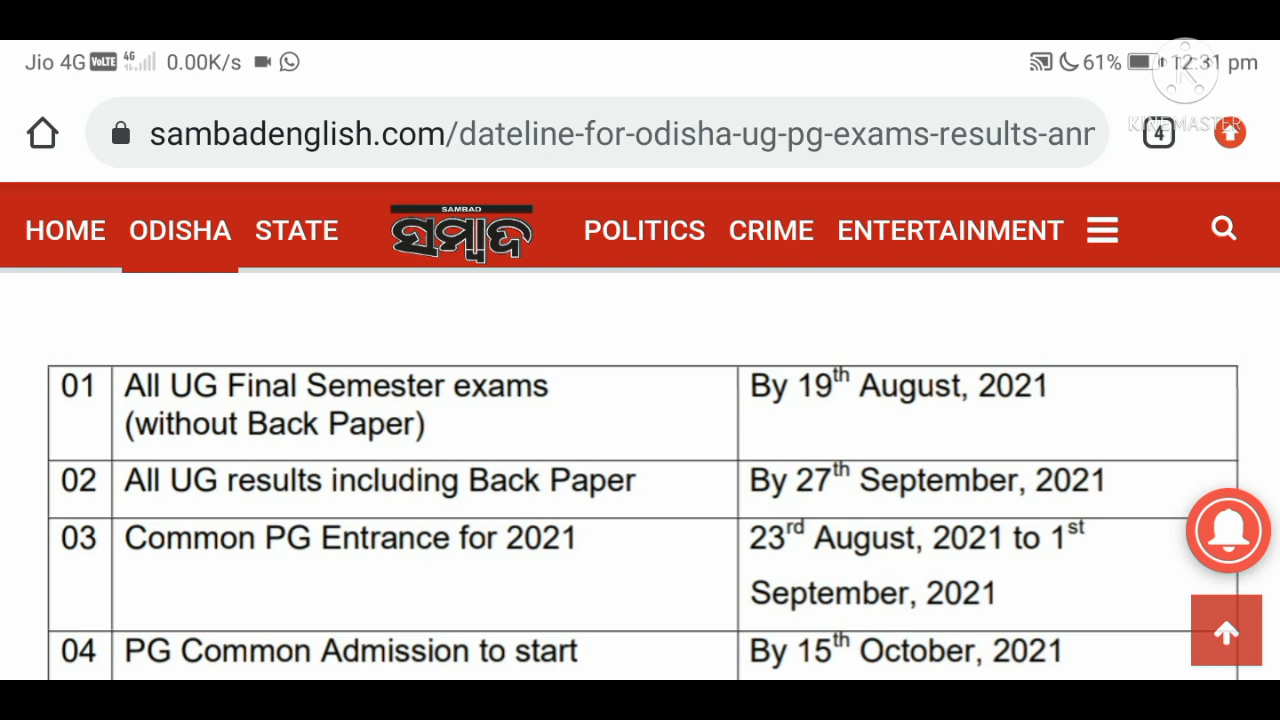 Jio 4G VoLTE 4G 0.00K/s 61% 12:31 pm
KINEMASTER
sambadenglish.com/dateline-for-odisha-ug-pg-exams-results-anr
4
HOME ODISHA STATE SAMBAD ସମ୍ବାଦ POLITICS CRIME ENTERTAINMENT
01 All UG Final Semester exams By 19th August, 2021
(without Back Paper)
02 All UG results including Back Paper By 27th September, 2021
03 Common PG Entrance for 2021 23rd August, 2021 to 1st
September, 2021
04 PG Common Admission to start By 15th October, 2021